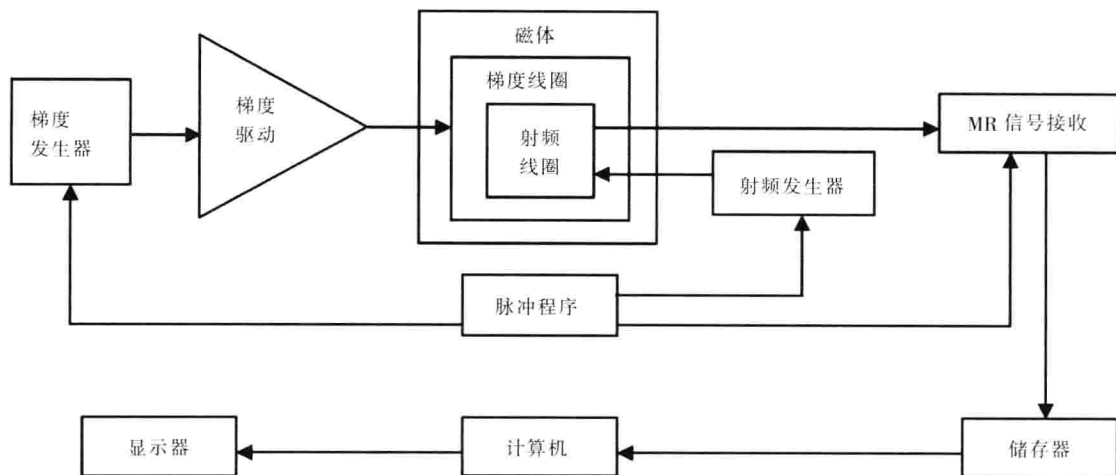 磁体
梯度线圈
梯度
发生器
梯度
驱动
射频
线圈
MR 信号接收
射频发生器
脉冲程序
显示器
计算机
储存器